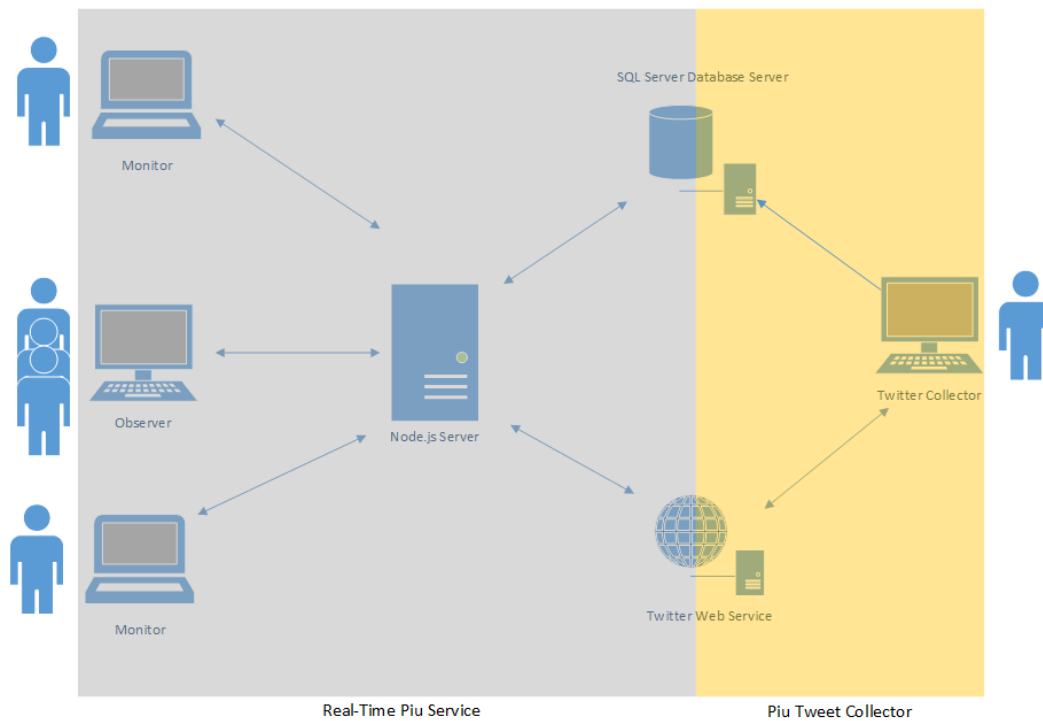 SQL Server Database Server
Monitor
Twitter Collector
Observer
Node.js Server
Twitter Web Service
Monitor
Real-Time Piu Service
Piu Tweet Collector